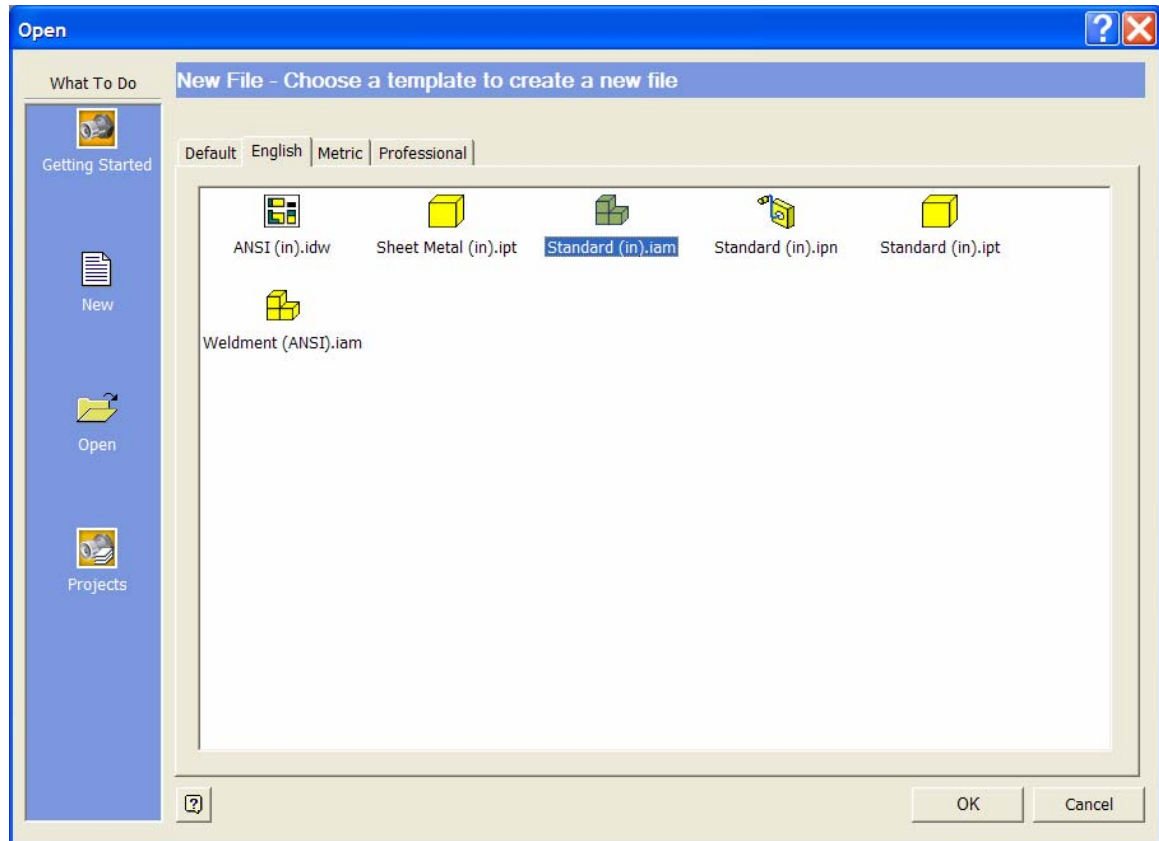 Open
What To Do
New File - Choose a template to create a new file
Getting Started
Default English Metric Professional
ANSI (in).idw Sheet Metal (in).ipt Standard (in).iam Standard (in).ipn Standard (in).ipt
New
Weldment (ANSI).iam
Open
Projects
OK Cancel